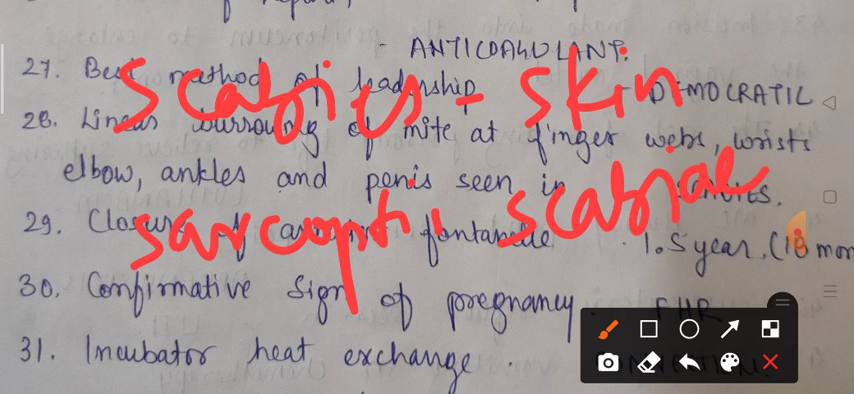 - ANTICOAGULANT.
27. Best method of leadership - DEMOCRATIC
Scabies - skin
28. Linear burrowing of mite at finger webs, wrists
elbow, ankles and penis seen in SCABIES.
sarcoptis scabiae
29. Closure of fontanelle . 1.5 year. (18 mon
30. Confirmative sign of pregnancy. FHR
31. Incubator heat exchange .